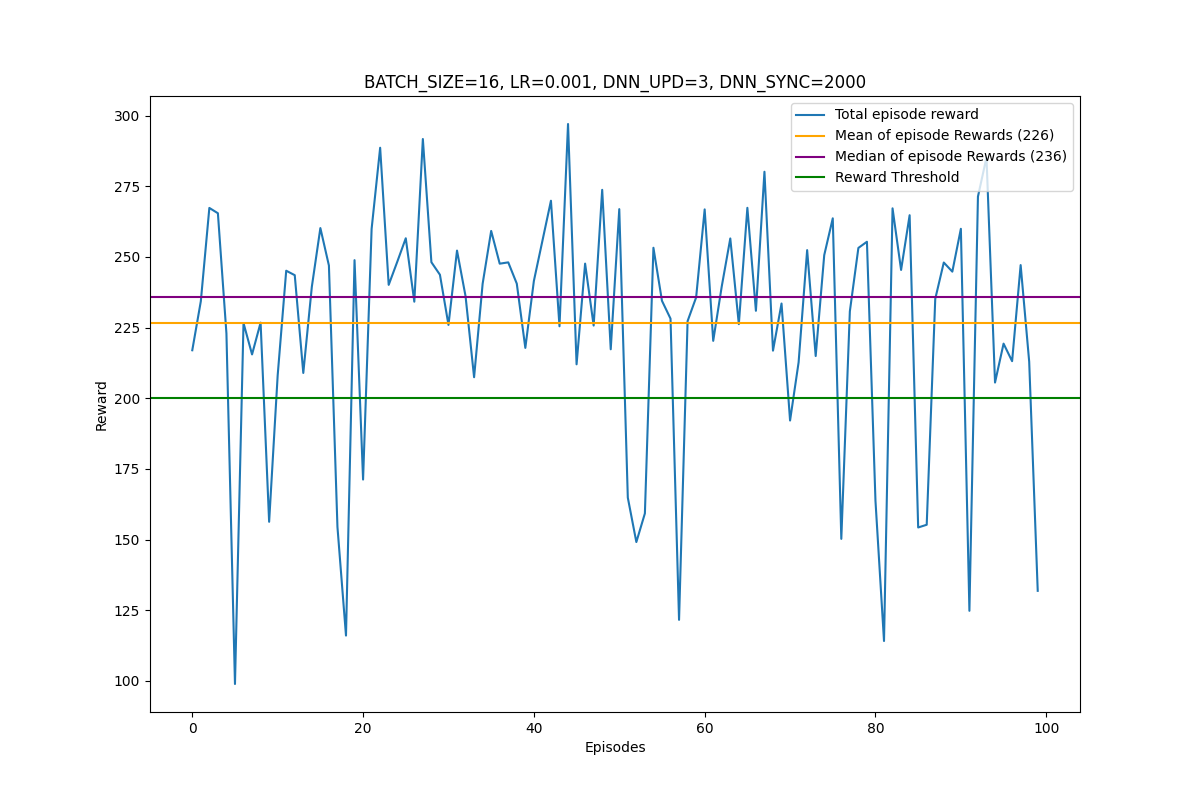 BATCH_SIZE=16, LR=0.001, DNN_UPD=3, DNN_SYNC=2000
Total episode reward
Mean of episode Rewards (226)
Median of episode Rewards (236)
Reward Threshold
300
275
250
225
200
175
150
125
100
Reward
0 20 40 60 80 100
Episodes